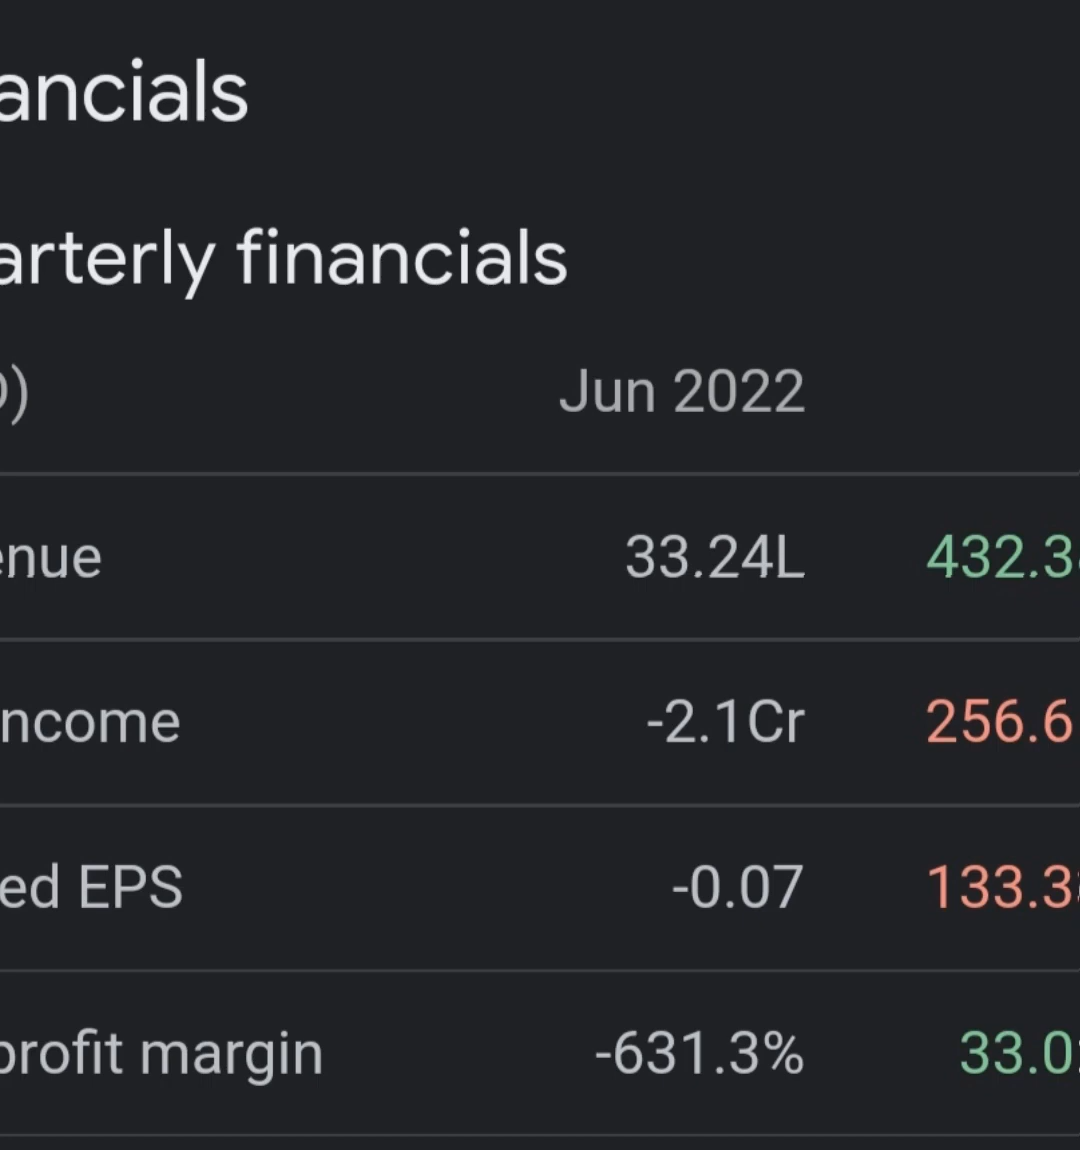 ancials
arterly financials
) Jun 2022
enue 33.24L 432.3
ncome -2.1Cr 256.6
ed EPS -0.07 133.3
profit margin -631.3% 33.0